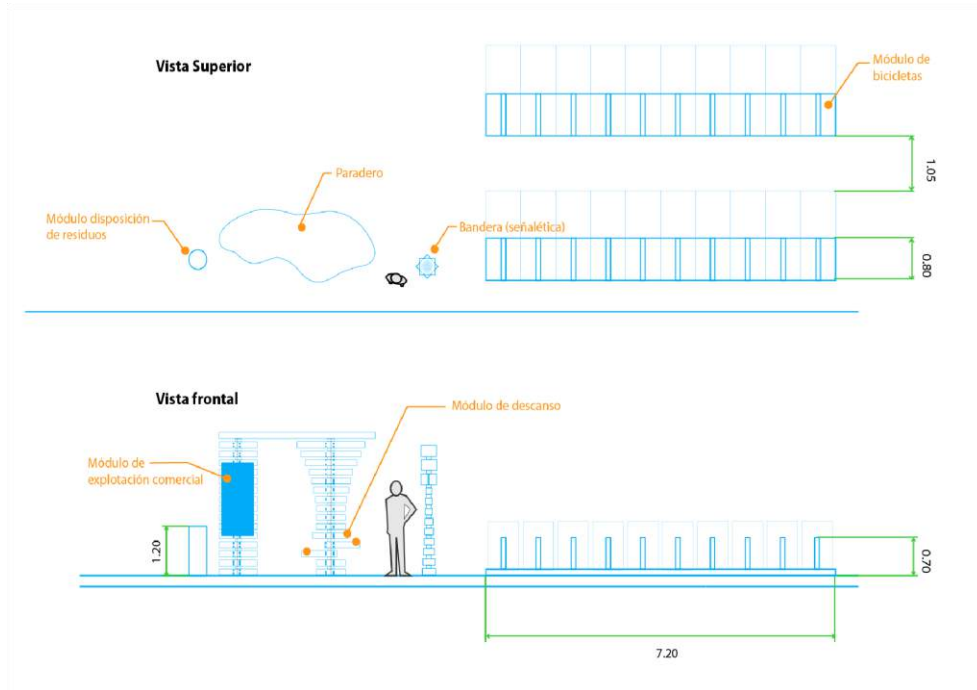 Vista Superior
Módulo de
bicicletas
Paradero
Módulo disposición
de residuos
Bandera (señalética)
1.05
0.80
Vista frontal
Módulo de descanso
Módulo de
explotación comercial
1.20
0.70
7.20